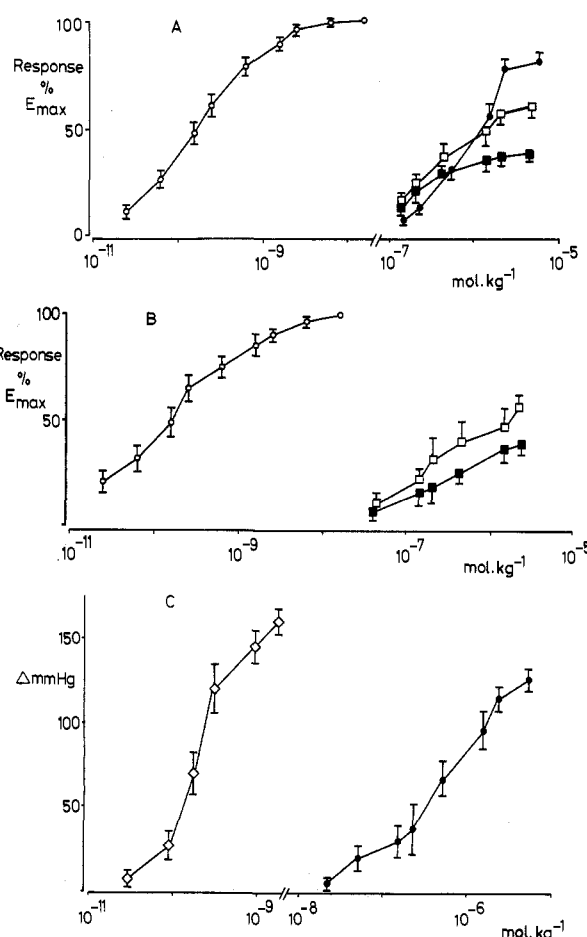 A
100
Response
%
Emax
50
0
10⁻¹¹ 10⁻⁹ 10⁻⁷ 10⁻⁵
mol.kg⁻¹
B
100
Response
%
Emax
50
10⁻¹¹ 10⁻⁹ 10⁻⁷ 10⁻⁵
mol.kg⁻¹
C
150
ΔmmHg
100
50
10⁻¹¹ 10⁻⁹ 10⁻⁸ 10⁻⁶
mol.kg⁻¹